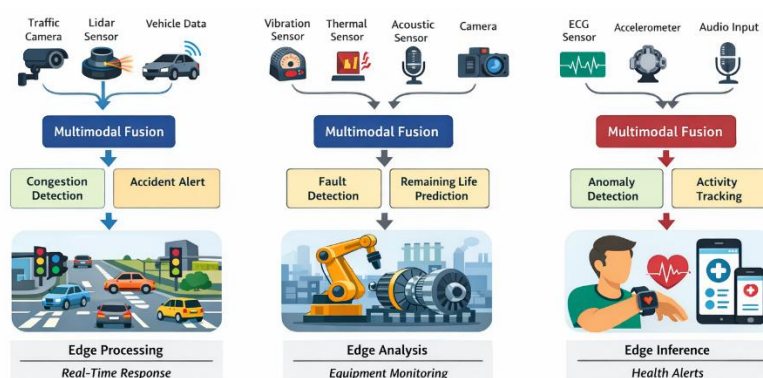 Traffic
Camera
Lidar
Sensor
Vehicle Data
Multimodal Fusion
Congestion
Detection
Accident Alert
Edge Processing
Real-Time Response
Vibration
Sensor
Thermal
Sensor
Acoustic
Sensor
Camera
Multimodal Fusion
Fault
Detection
Remaining Life
Prediction
Edge Analysis
Equipment Monitoring
ECG
Sensor
Accelerometer
Audio Input
Multimodal Fusion
Anomaly
Detection
Activity
Tracking
Edge Inference
Health Alerts